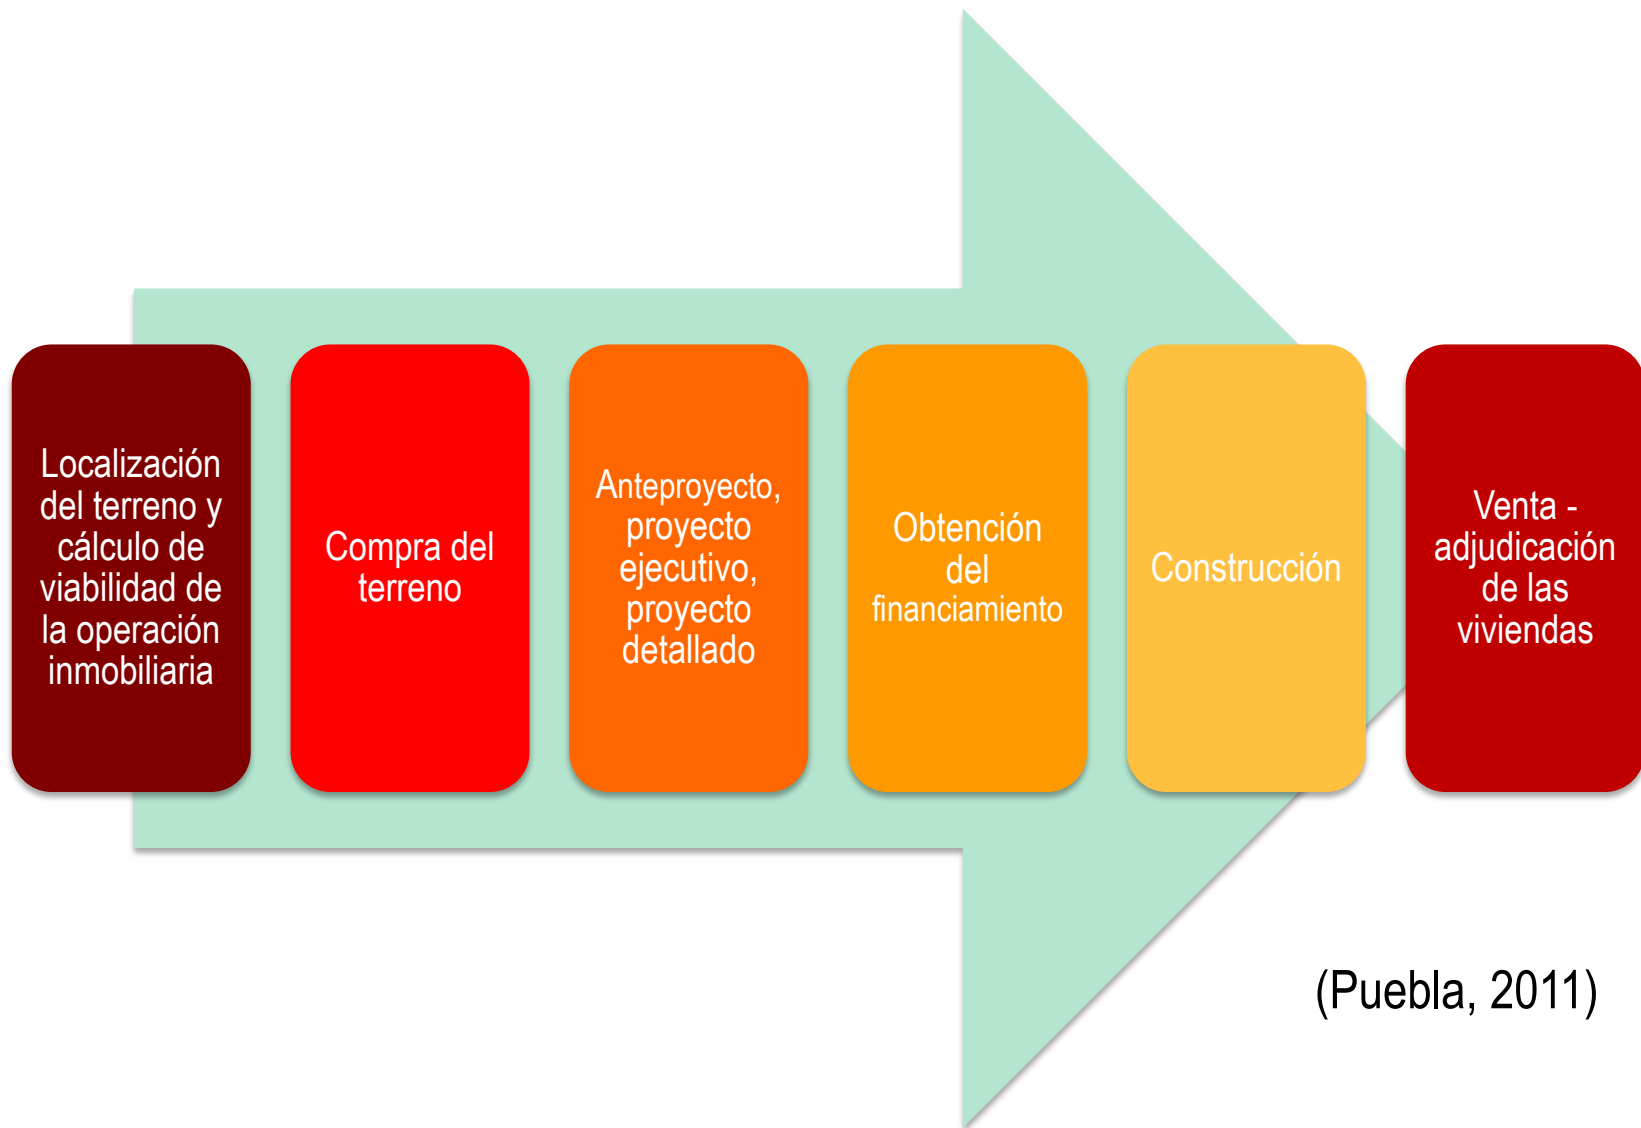 Localización
del terreno y
cálculo de
viabilidad de
la operación
inmobiliaria
Compra del
terreno
Anteproyecto,
proyecto
ejecutivo,
proyecto
detallado
Obtención
del
financiamiento
Construcción
Venta -
adjudicación
de las
viviendas
(Puebla, 2011)